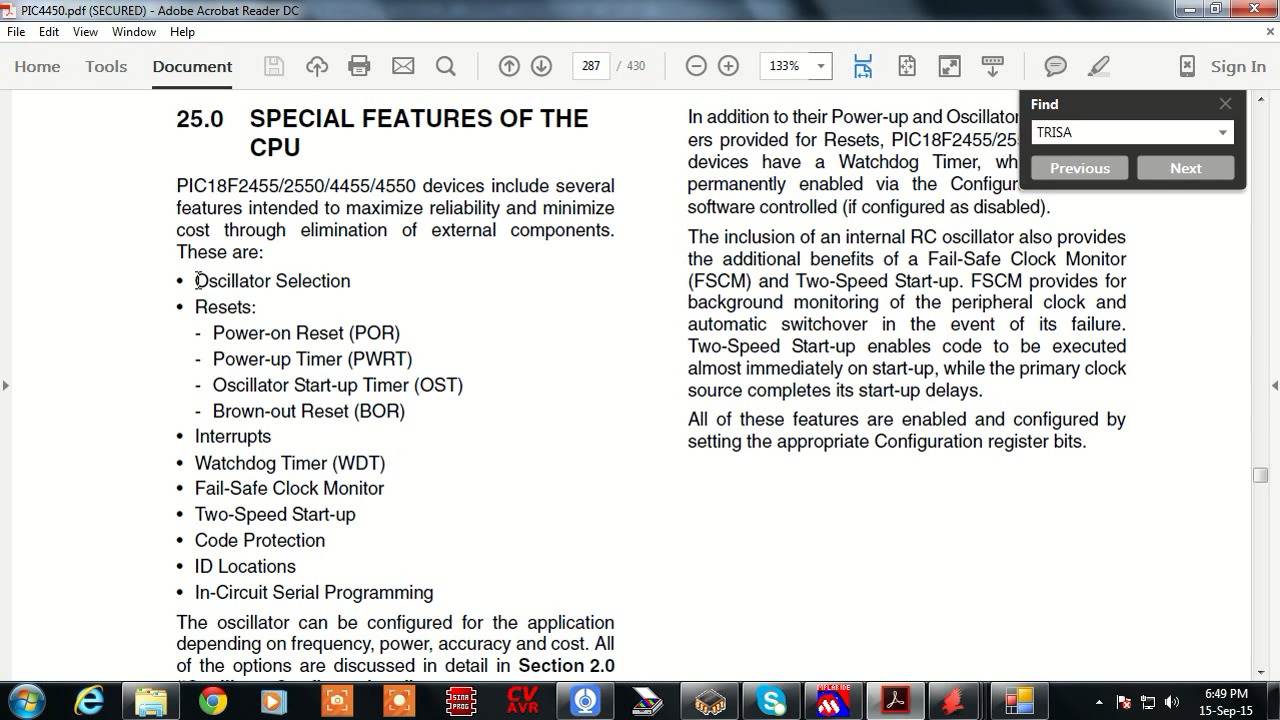 PIC4450.pdf (SECURED) - Adobe Acrobat Reader DC
File Edit View Window Help
Home Tools Document 287 / 430 133% Sign In
Find
TRISA
Previous Next
25.0 SPECIAL FEATURES OF THE
CPU
PIC18F2455/2550/4455/4550 devices include several
features intended to maximize reliability and minimize
cost through elimination of external components.
These are:
• Oscillator Selection
• Resets:
- Power-on Reset (POR)
- Power-up Timer (PWRT)
- Oscillator Start-up Timer (OST)
- Brown-out Reset (BOR)
• Interrupts
• Watchdog Timer (WDT)
• Fail-Safe Clock Monitor
• Two-Speed Start-up
• Code Protection
• ID Locations
• In-Circuit Serial Programming
The oscillator can be configured for the application
depending on frequency, power, accuracy and cost. All
of the options are discussed in detail in Section 2.0
In addition to their Power-up and Oscillator
ers provided for Resets, PIC18F2455/25
devices have a Watchdog Timer, wh
permanently enabled via the Configur
software controlled (if configured as disabled).
The inclusion of an internal RC oscillator also provides
the additional benefits of a Fail-Safe Clock Monitor
(FSCM) and Two-Speed Start-up. FSCM provides for
background monitoring of the peripheral clock and
automatic switchover in the event of its failure.
Two-Speed Start-up enables code to be executed
almost immediately on start-up, while the primary clock
source completes its start-up delays.
All of these features are enabled and configured by
setting the appropriate Configuration register bits.
SINA
PROG
CV
AVR
MPLAB IDE
6:49 PM
15-Sep-15